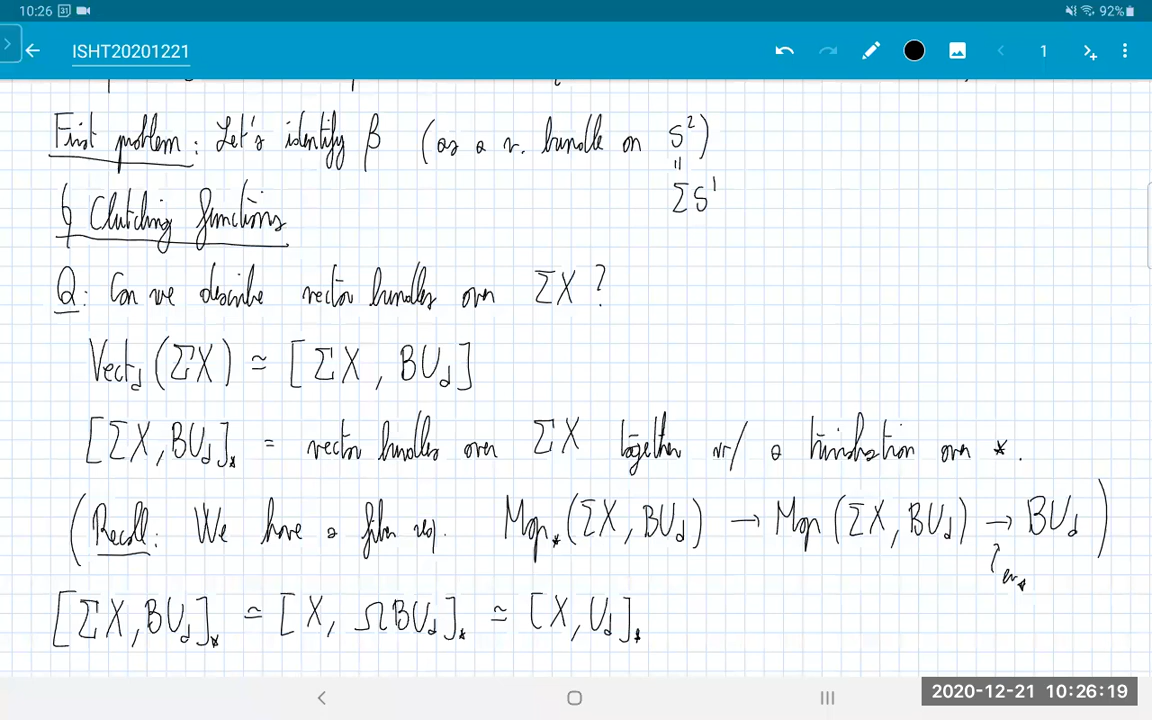 10:26
92%
ISHT20201221
1
First problem: Let's identify β (as a v. bundle on S²)
=
ΣS¹
§ Clutching functions
Q: Can we describe vector bundles over ΣX?
Vect_d (ΣX) ≃ [ΣX, BU_d]
[ΣX, BU_d]_* = vector bundles over ΣX together w/ a trivialization over *.
(Recall: We have a fiber seq. Map_*(ΣX, BU_d) → Map (ΣX, BU_d) → BU_d)
↑ ev_*
[ΣX, BU_d]_* ≃ [X, ΩBU_d]_* ≃ [X, U_d]_*
2020-12-21 10:26:19